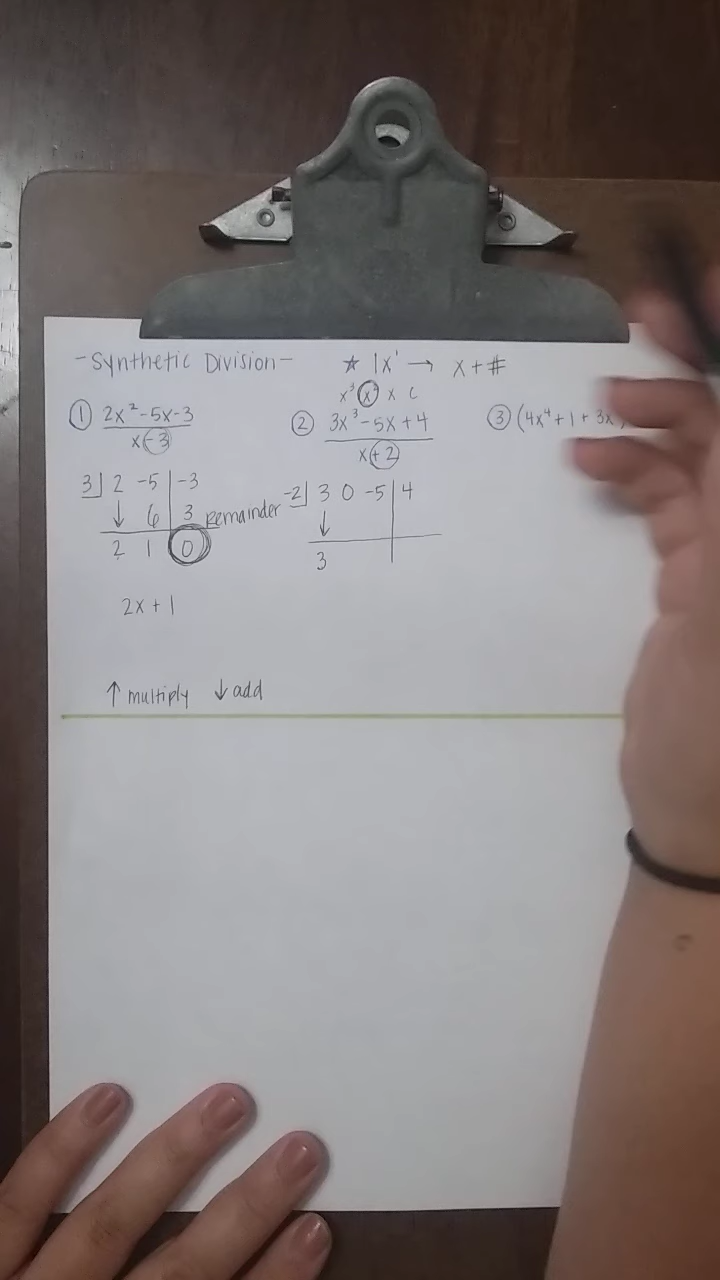 -Synthetic Division- ★ 1x¹ → x + #
x³ x² x c
① 2x² - 5x - 3
x - 3
② 3x³ - 5x + 4
x + 2
③ (4x⁴ + 1 + 3x
3 2 -5 -3
↓ 6 3 Remainder
2 1 0
-2 3 0 -5 4
↓
3
2x + 1
↑ multiply ↓ add